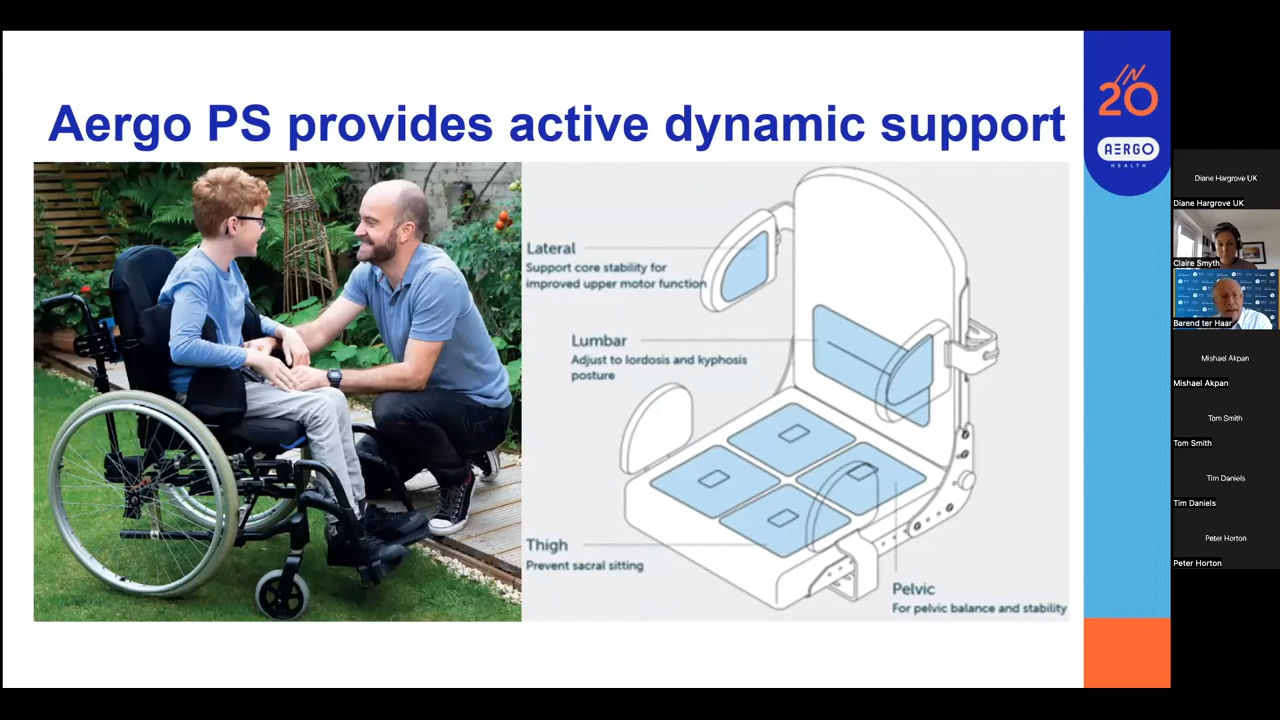 Aergo PS provides active dynamic support
Lateral
Support core stability for
improved upper motor function
Lumbar
Adjust to lordosis and kyphosis
posture
Thigh
Prevent sacral sitting
Pelvic
For pelvic balance and stability
IN
20
AERGO
HEALTH
Diane Hargrove UK
Diane Hargrove UK
Claire Smyth
Barend ter Haar
Mishael Akpan
Mishael Akpan
Tom Smith
Tom Smith
Tim Daniels
Tim Daniels
Peter Horton
Peter Horton